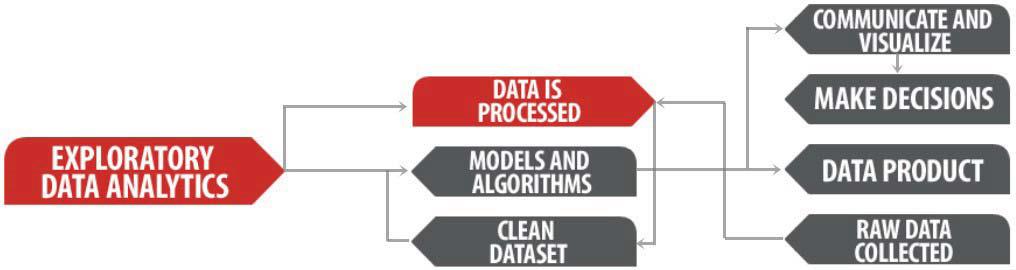 EXPLORATORY
DATA ANALYTICS
DATA IS
PROCESSED
MODELS AND
ALGORITHMS
CLEAN
DATASET
COMMUNICATE AND
VISUALIZE
MAKE DECISIONS
DATA PRODUCT
RAW DATA
COLLECTED